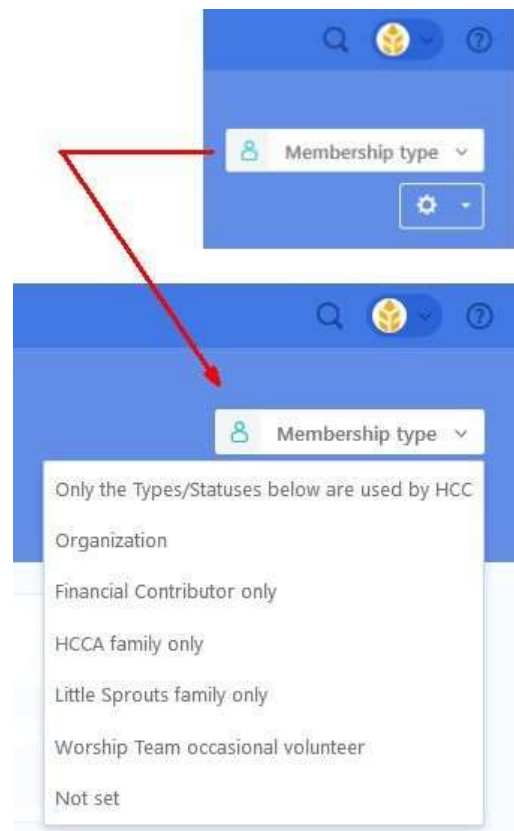 Membership type
Membership type
Only the Types/Statuses below are used by HCC
Organization
Financial Contributor only
HCCA family only
Little Sprouts family only
Worship Team occasional volunteer
Not set